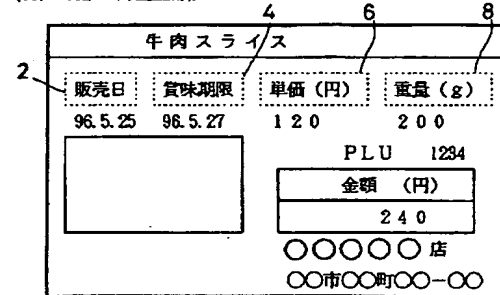 4 6 8
牛肉スライス
2
販売日 賞味期限 単価(円) 重量(g)
96.5.25 96.5.27 120 200
PLU 1234
金額 (円)
240
○○○○○店
○○市○○町○○-○○